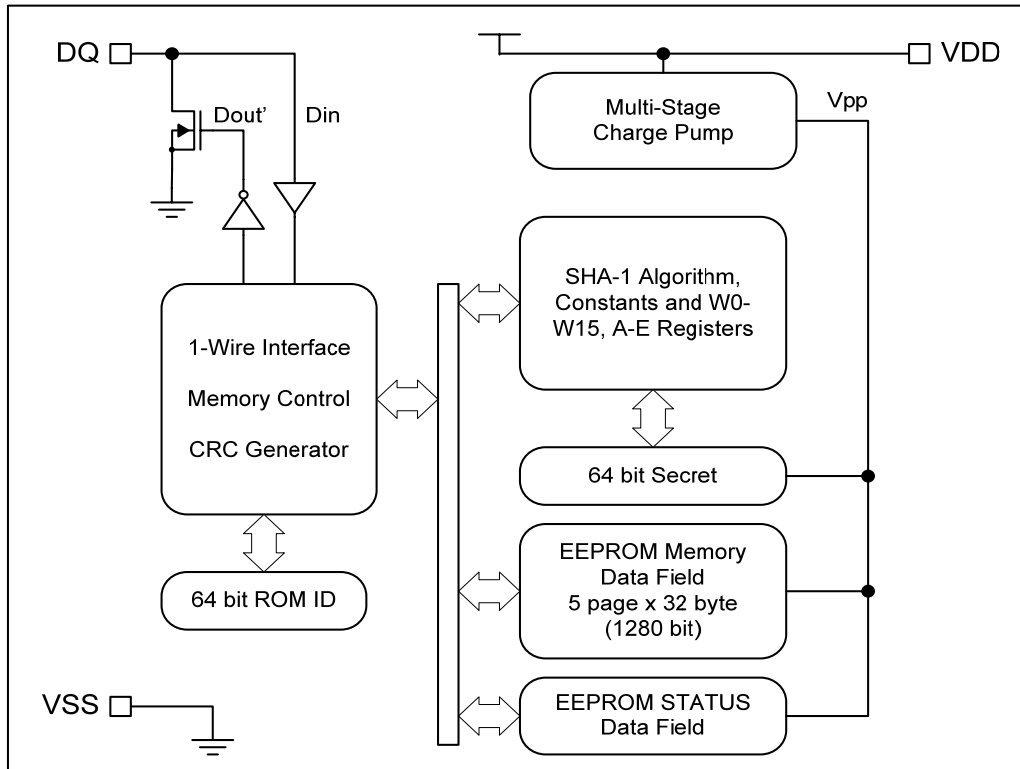 DQ
VDD
Dout'
Din
Multi-Stage
Charge Pump
Vpp
SHA-1 Algorithm,
Constants and W0-
W15, A-E Registers
1-Wire Interface
Memory Control
CRC Generator
64 bit Secret
EEPROM Memory
Data Field
5 page x 32 byte
(1280 bit)
64 bit ROM ID
EEPROM STATUS
Data Field
VSS